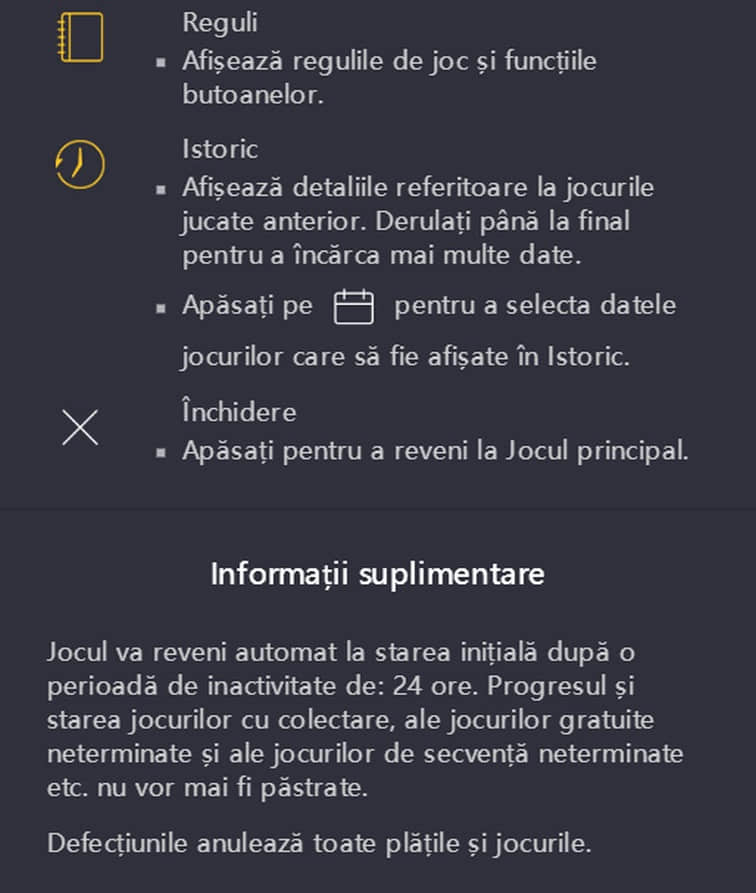 Reguli
▪ Afișează regulile de joc și funcțiile
butoanelor.
Istoric
▪ Afișează detaliile referitoare la jocurile
jucate anterior. Derulați până la final
pentru a încărca mai multe date.
▪ Apăsați pe pentru a selecta datele
jocurilor care să fie afișate în Istoric.
Închidere
▪ Apăsați pentru a reveni la Jocul principal.
Informații suplimentare
Jocul va reveni automat la starea inițială după o
perioadă de inactivitate de: 24 ore. Progresul și
starea jocurilor cu colectare, ale jocurilor gratuite
neterminate și ale jocurilor de secvență neterminate
etc. nu vor mai fi păstrate.
Defecțiunile anulează toate plățile și jocurile.